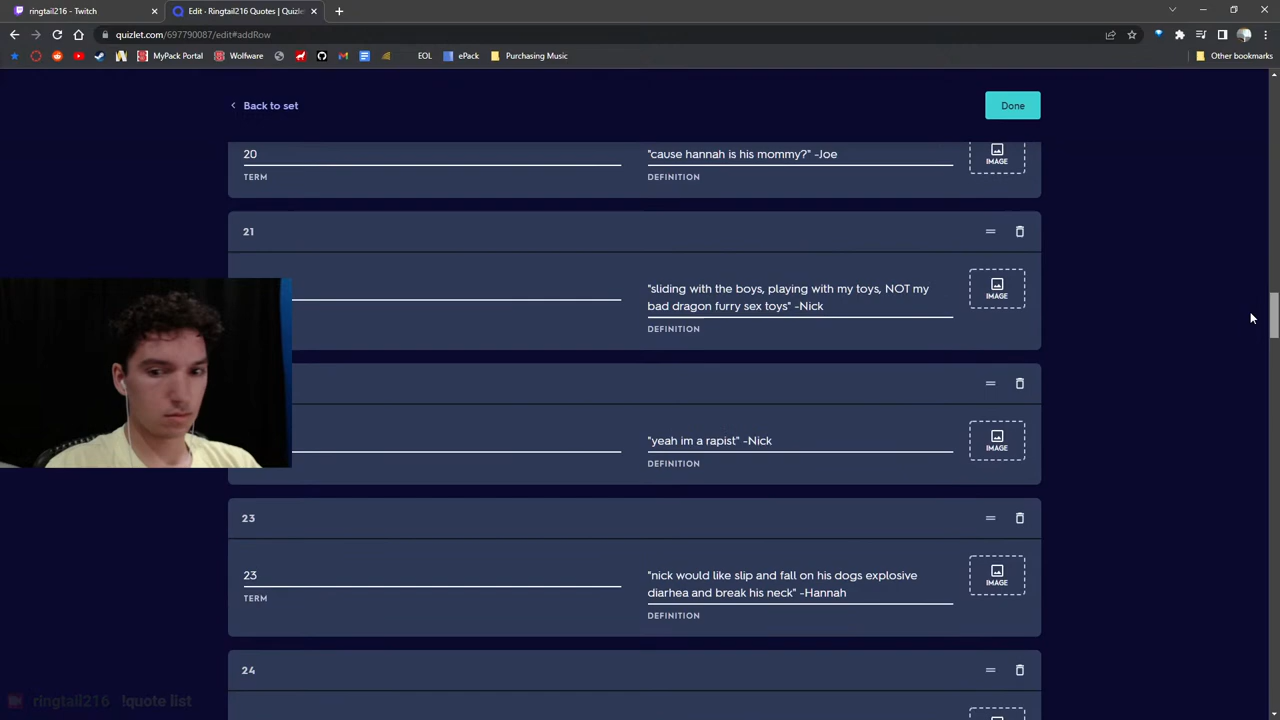 ringtail216 - Twitch
Edit - Ringtail216 Quotes | Quizlet
quizlet.com/697790087/edit#addRow
MyPack Portal
Wolfware
EOL
ePack
Purchasing Music
Other bookmarks
Back to set
Done
20
"cause hannah is his mommy?" -Joe
TERM
DEFINITION
IMAGE
21
"sliding with the boys, playing with my toys, NOT my
bad dragon furry sex toys" -Nick
DEFINITION
IMAGE
"yeah im a rapist" -Nick
DEFINITION
IMAGE
23
23
"nick would like slip and fall on his dogs explosive
diarhea and break his neck" -Hannah
TERM
DEFINITION
IMAGE
24
ringtail216 !quote list